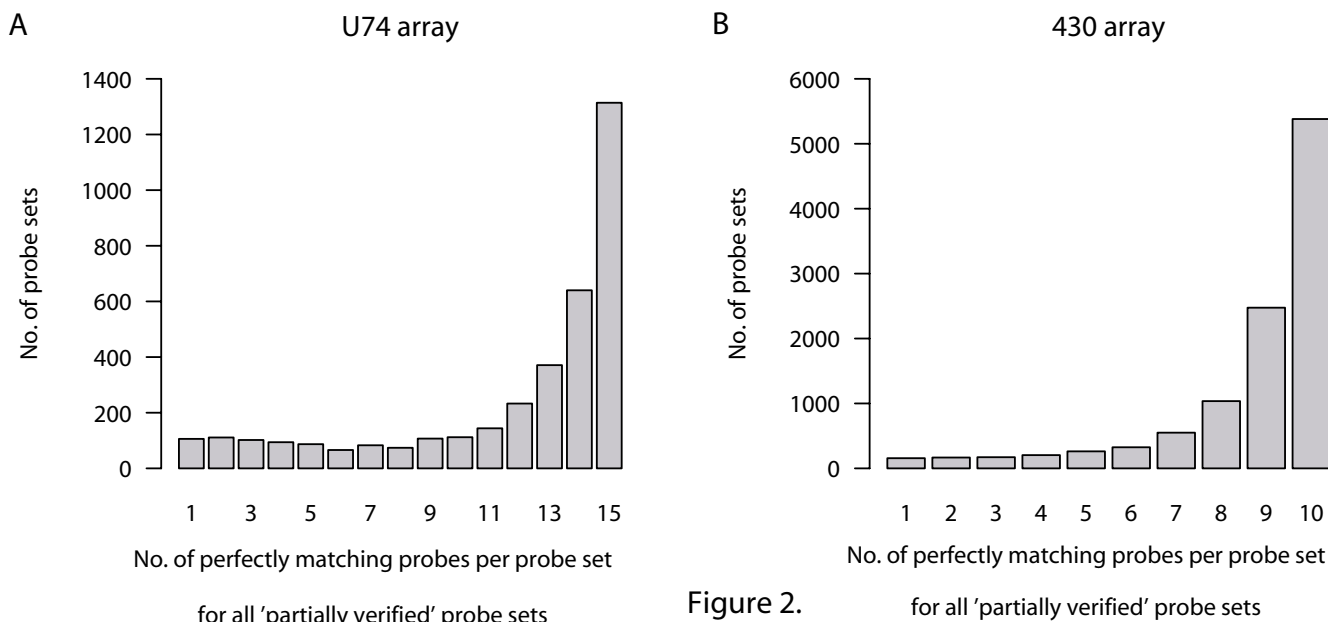 A
U74 array
No. of probe sets
1400
1200
1000
800
600
400
200
0
1 3 5 7 9 11 13 15
No. of perfectly matching probes per probe set
for all 'partially verified' probe sets
B
430 array
No. of probe sets
6000
5000
4000
3000
2000
1000
0
1 2 3 4 5 6 7 8 9 10
No. of perfectly matching probes per probe set
for all 'partially verified' probe sets
Figure 2.